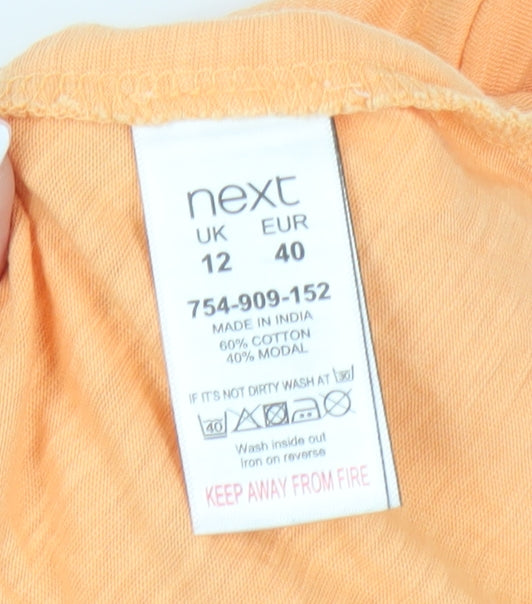 next
UK EUR
12 40
754-909-152
MADE IN INDIA
60% COTTON
40% MODAL
IF IT'S NOT DIRTY WASH AT 30
40
Wash inside out
iron on reverse
KEEP AWAY FROM FIRE